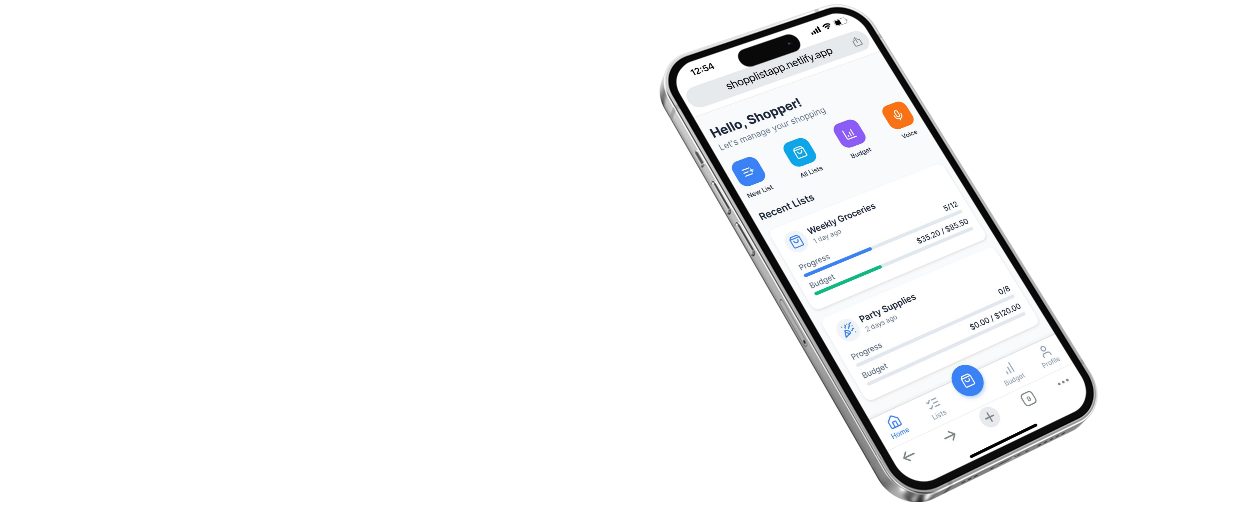 12:54
shopplistapp.netlify.app
Hello, Shopper!
Let's manage your shopping
New List
All Lists
Budget
Voice
Recent Lists
Weekly Groceries
1 day ago
5/12
Progress
$35.20 / $85.50
Budget
Party Supplies
2 days ago
0/8
Progress
$0.00 / $120.00
Budget
Home
Lists
Budget
Profile
9